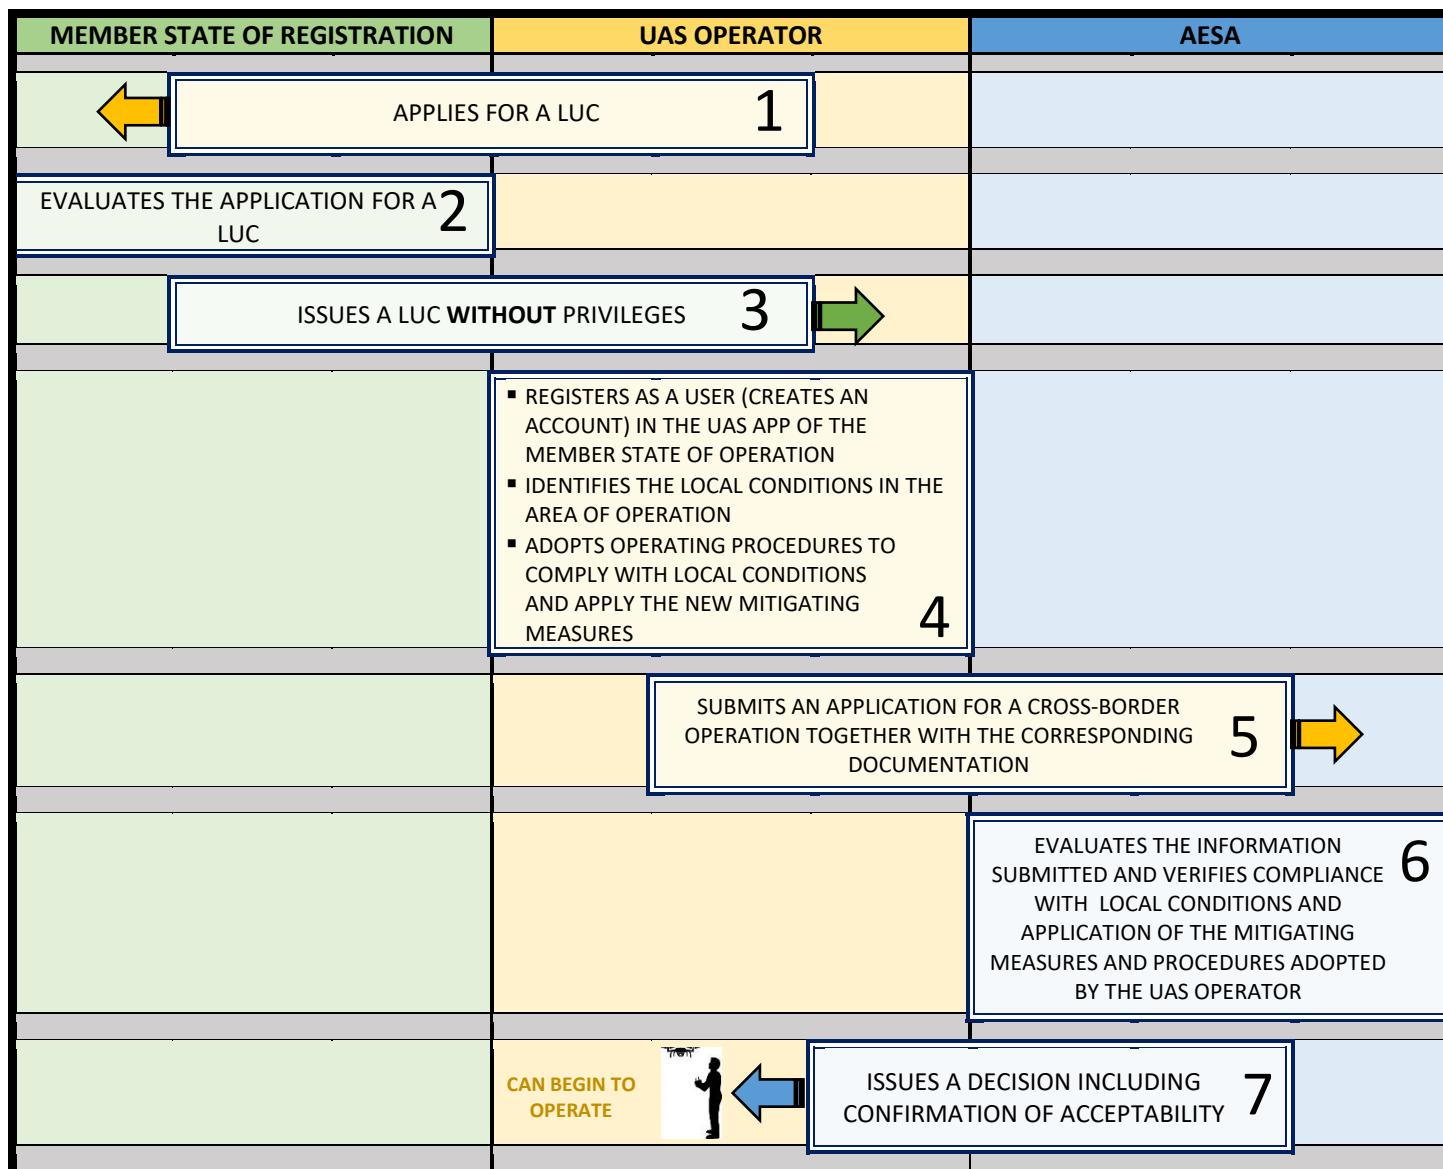 MEMBER STATE OF REGISTRATION
UAS OPERATOR
AESA
APPLIES FOR A LUC
1
EVALUATES THE APPLICATION FOR A
LUC
2
ISSUES A LUC WITHOUT PRIVILEGES
3
▪ REGISTERS AS A USER (CREATES AN
ACCOUNT) IN THE UAS APP OF THE
MEMBER STATE OF OPERATION
▪ IDENTIFIES THE LOCAL CONDITIONS IN THE
AREA OF OPERATION
▪ ADOPTS OPERATING PROCEDURES TO
COMPLY WITH LOCAL CONDITIONS
AND APPLY THE NEW MITIGATING
MEASURES
4
SUBMITS AN APPLICATION FOR A CROSS-BORDER
OPERATION TOGETHER WITH THE CORRESPONDING
DOCUMENTATION
5
EVALUATES THE INFORMATION
SUBMITTED AND VERIFIES COMPLIANCE
WITH LOCAL CONDITIONS AND
APPLICATION OF THE MITIGATING
MEASURES AND PROCEDURES ADOPTED
BY THE UAS OPERATOR
6
CAN BEGIN TO
OPERATE
ISSUES A DECISION INCLUDING
CONFIRMATION OF ACCEPTABILITY
7